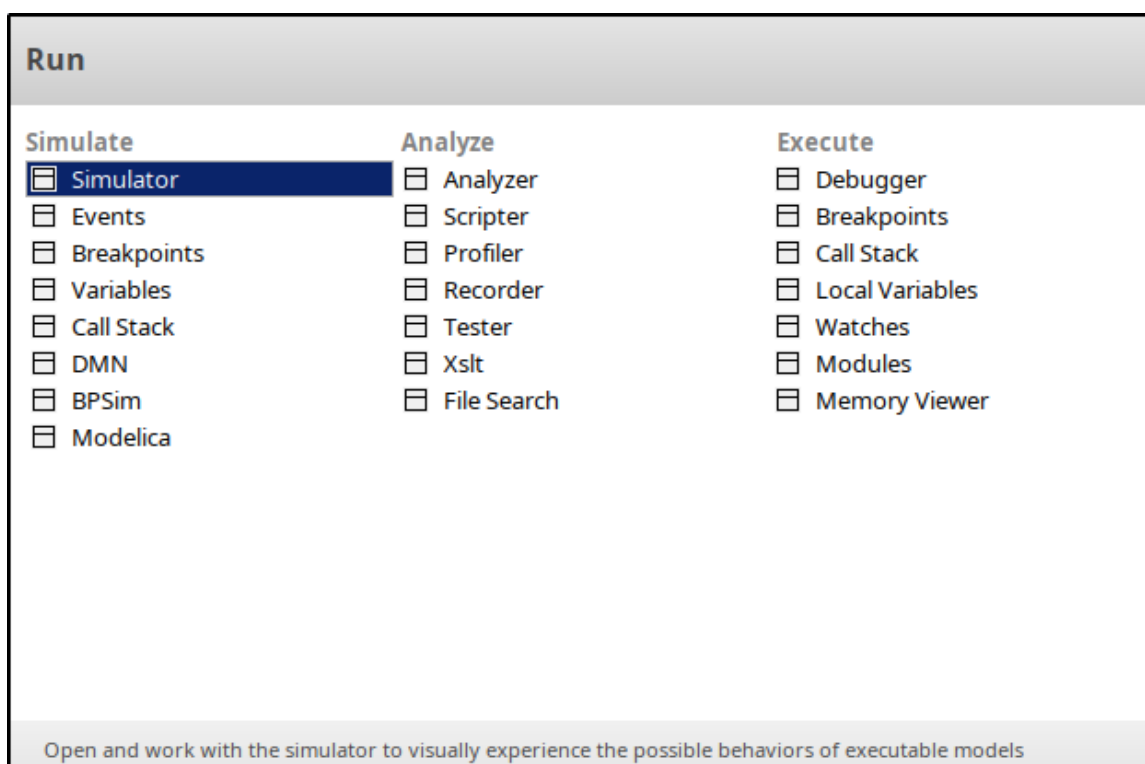 Run
Simulate
Simulator
Events
Breakpoints
Variables
Call Stack
DMN
BPSim
Modelica
Analyze
Analyzer
Scripter
Profiler
Recorder
Tester
Xslt
File Search
Execute
Debugger
Breakpoints
Call Stack
Local Variables
Watches
Modules
Memory Viewer
Open and work with the simulator to visually experience the possible behaviors of executable models